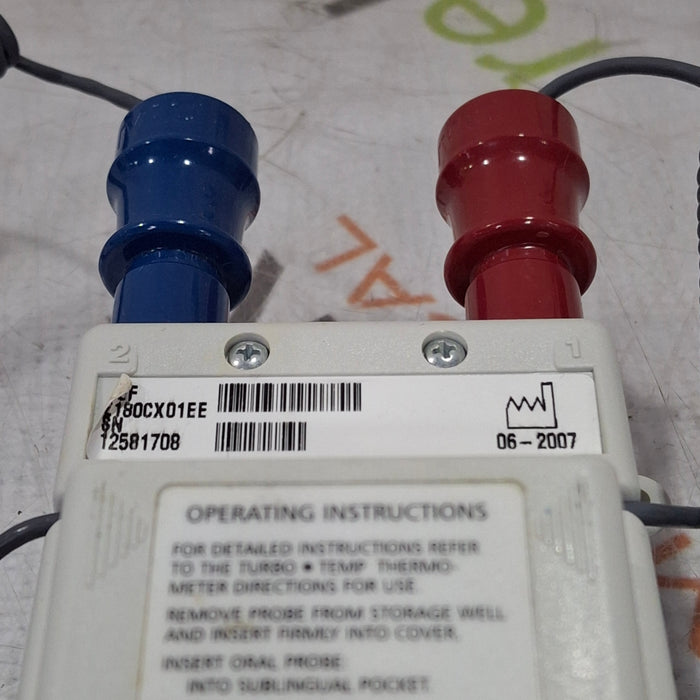 2
1
2180CX01EE
SN
12581708
06-2007
OPERATING INSTRUCTIONS
FOR DETAILED INSTRUCTIONS REFER
TO THE TURBO • TEMP THERMO-
METER DIRECTIONS FOR USE.
REMOVE PROBE FROM STORAGE WELL
AND INSERT FIRMLY INTO COVER.
INSERT ORAL PROBE
INTO SUBLINGUAL POCKET.